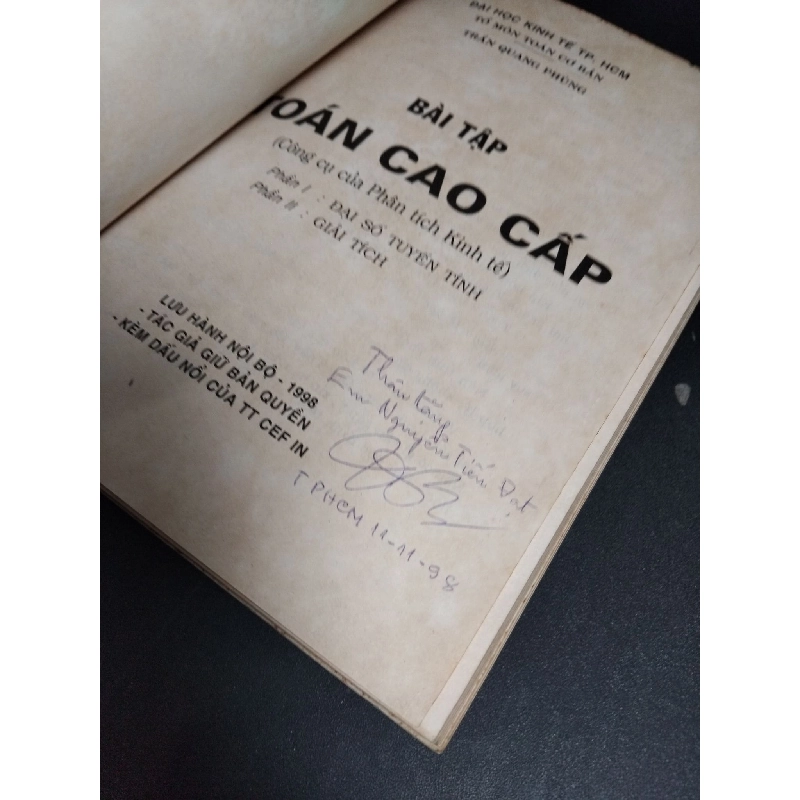 ĐẠI HỌC KINH TẾ TP. HCM
TỔ MÔN TOÁN CƠ BẢN
TRẦN QUANG PHÙNG
BÀI TẬP
TOÁN CAO CẤP
(Công cụ của Phân tích Kinh tế)
Phần I : ĐẠI SỐ TUYẾN TÍNH
Phần II : GIẢI TÍCH
LƯU HÀNH NỘI BỘ - 1998
- TÁC GIẢ GIỮ BẢN QUYỀN
- KÈM DẤU NỔI CỦA TT CEF IN
Thân tặng
Em Nguyễn Tiến Đạt
TPHCM 11-11-98